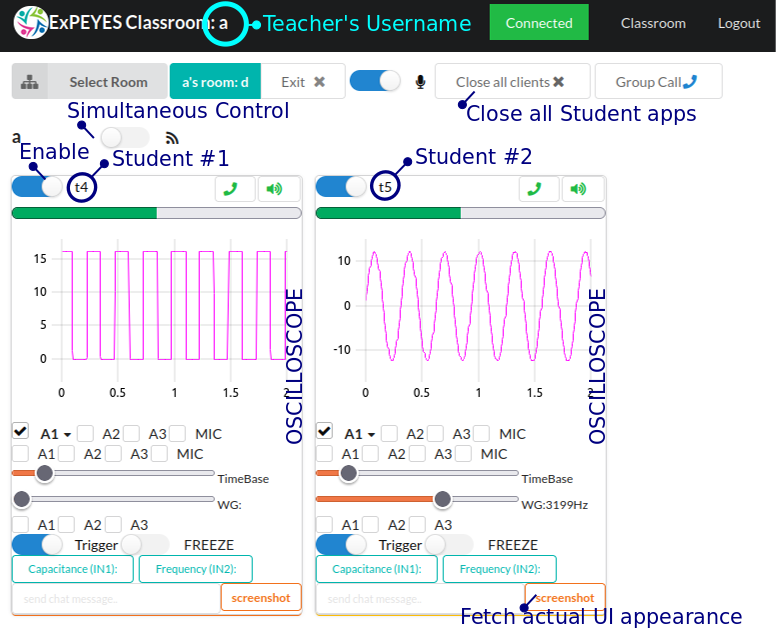 ExPEYES Classroom: a
Teacher's Username
Connected
Classroom
Logout
Select Room
a's room: d
Exit ✖
Close all clients✖
Group Call
Simultaneous Control
Close all Student apps
a
Enable
Student #1
Student #2
t4
t5
15
10
5
0
0 0.5 1 1.5 2
OSCILLOSCOPE
10
0
-10
0 0.5 1 1.5 2
OSCILLOSCOPE
A1 A2 A3 MIC
A1 A2 A3 MIC
TimeBase
WG:
A1 A2 A3
Trigger FREEZE
Capacitance (IN1): Frequency (IN2):
send chat message.. screenshot
A1 A2 A3 MIC
A1 A2 A3 MIC
TimeBase
WG:3199Hz
A1 A2 A3
Trigger FREEZE
Capacitance (IN1): Frequency (IN2):
send chat message.. screenshot
Fetch actual UI appearance